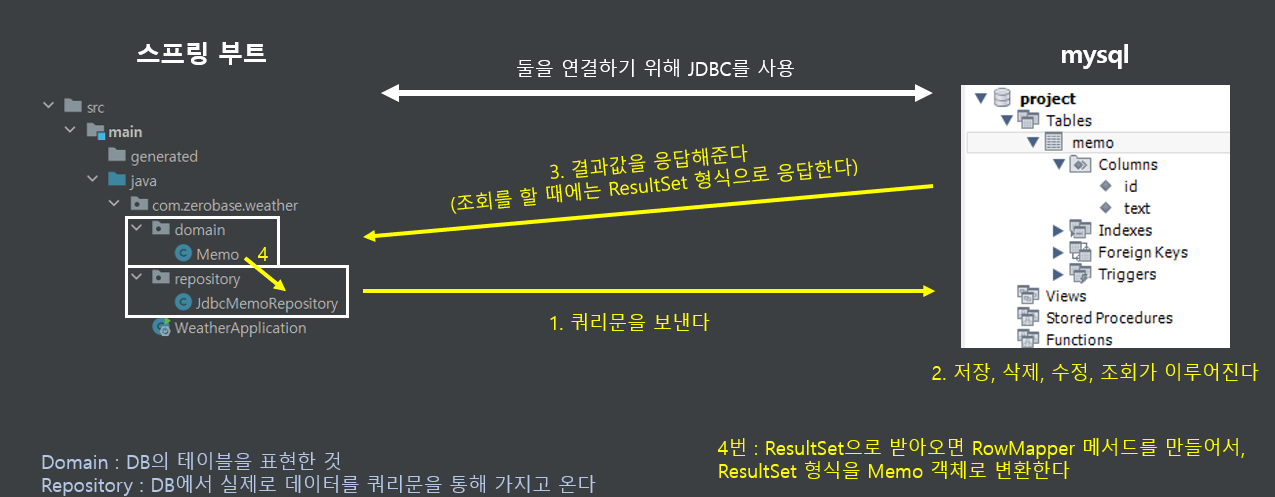 스프링 부트
mysql
둘을 연결하기 위해 JDBC를 사용
src
main
generated
java
com.zerobase.weather
domain
Memo
4
repository
JdbcMemoRepository
WeatherApplication
3. 결과값을 응답해준다
(조회를 할 때에는 ResultSet 형식으로 응답한다)
1. 쿼리문을 보낸다
project
Tables
memo
Columns
id
text
Indexes
Foreign Keys
Triggers
Views
Stored Procedures
Functions
2. 저장, 삭제, 수정, 조회가 이루어진다
Domain : DB의 테이블을 표현한 것
Repository : DB에서 실제로 데이터를 쿼리문을 통해 가지고 온다
4번 : ResultSet으로 받아오면 RowMapper 메서드를 만들어서,
ResultSet 형식을 Memo 객체로 변환한다